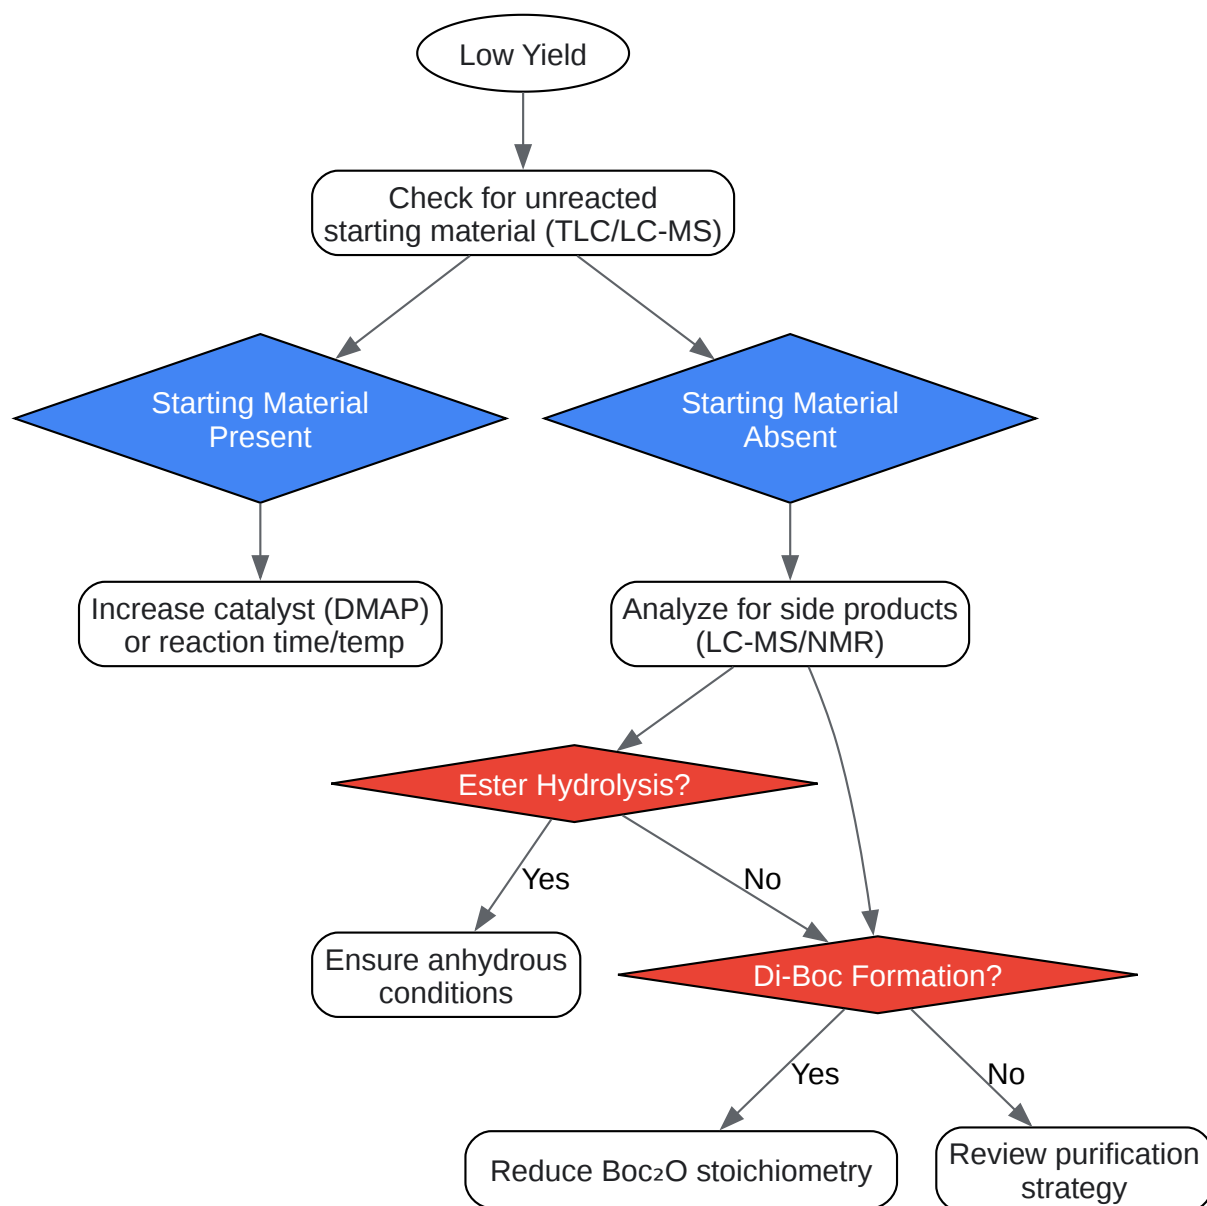 Low Yield
Check for unreacted
starting material (TLC/LC-MS)
Starting Material
Present
Starting Material
Absent
Increase catalyst (DMAP)
or reaction time/temp
Analyze for side products
(LC-MS/NMR)
Ester Hydrolysis?
Yes
No
Ensure anhydrous
conditions
Di-Boc Formation?
Yes
No
Reduce Boc₂O stoichiometry
Review purification
strategy